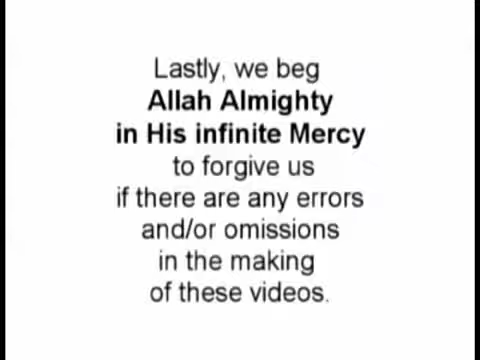 Lastly, we beg
Allah Almighty
in His infinite Mercy
to forgive us
if there are any errors
and/or omissions
in the making
of these videos.